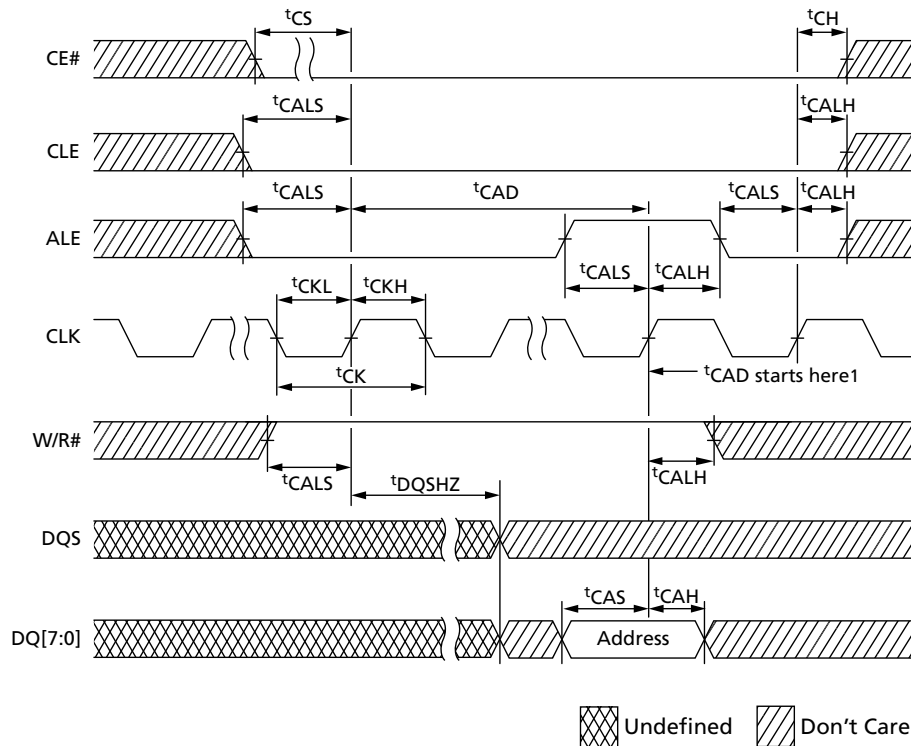 tCS
tCH
CE#
tCALS
tCALH
CLE
tCALS
tCAD
tCALS
tCALH
ALE
tCALS
tCALH
tCKL
tCKH
CLK
tCK
tCAD starts here1
W/R#
tCALS
tCALH
tDQSHZ
DQS
tCAS
tCAH
DQ[7:0]
Address
Undefined
Don't Care